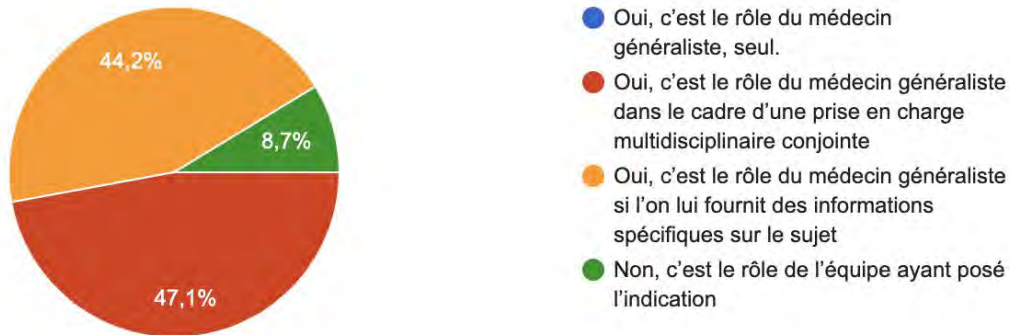 44,2%
8,7%
47,1%
Oui, c’est le rôle du médecin
généraliste, seul.
Oui, c’est le rôle du médecin généraliste
dans le cadre d’une prise en charge
multidisciplinaire conjointe
Oui, c’est le rôle du médecin généraliste
si l’on lui fournit des informations
spécifiques sur le sujet
Non, c’est le rôle de l’équipe ayant posé
l’indication